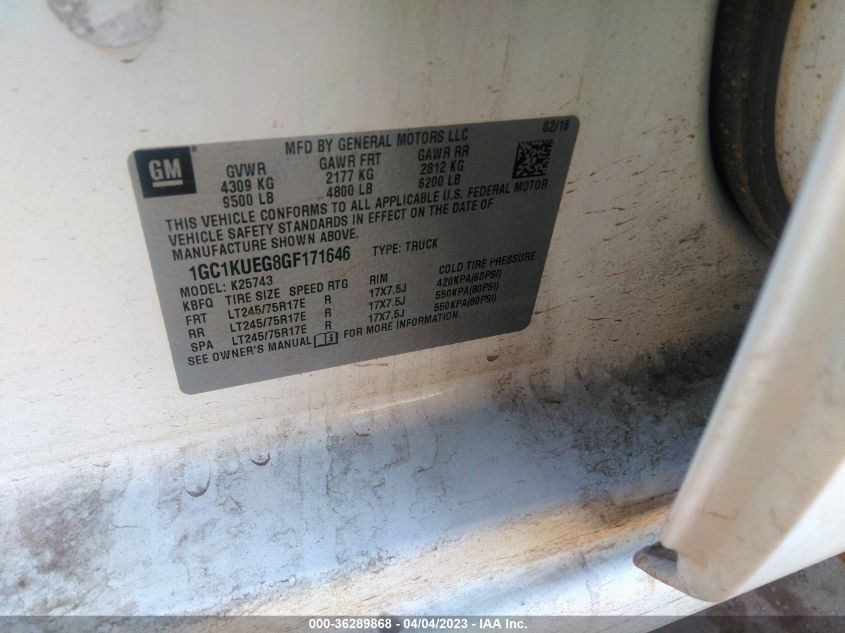 MFD BY GENERAL MOTORS LLC 02/16
GM
GVWR GAWR FRT GAWR RR
4309 KG 2177 KG 2812 KG
9500 LB 4800 LB 6200 LB
THIS VEHICLE CONFORMS TO ALL APPLICABLE U.S. FEDERAL MOTOR
VEHICLE SAFETY STANDARDS IN EFFECT ON THE DATE OF
MANUFACTURE SHOWN ABOVE.
1GC1KUEG8GF171646 TYPE: TRUCK
MODEL: K25743
KBFQ TIRE SIZE SPEED RTG RIM COLD TIRE PRESSURE
FRT LT245/75R17E R 17X7.5J 420KPA(60PSI)
RR LT245/75R17E R 17X7.5J 550KPA(80PSI)
SPA LT245/75R17E R 17X7.5J 550KPA(80PSI)
SEE OWNER'S MANUAL FOR MORE INFORMATION.
000-36289868 - 04/04/2023 - IAA Inc.